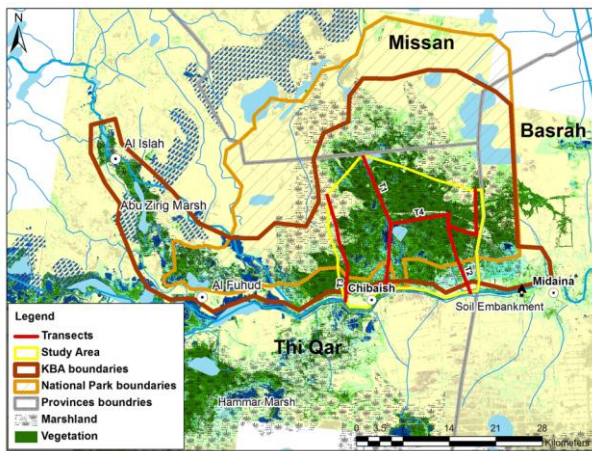 N
Missan
Basrah
Al Islah
Abu Zirig Marsh
T1
T4
T3
T2
Al Fuhud
Chibaish
Midaina
Soil Embankment
Thi Qar
Hammar Marsh
Legend
Transects
Study Area
KBA boundaries
National Park boundaries
Provinces boundries
Marshland
Vegetation
0 3.5 7 14 21 28
Kilometers